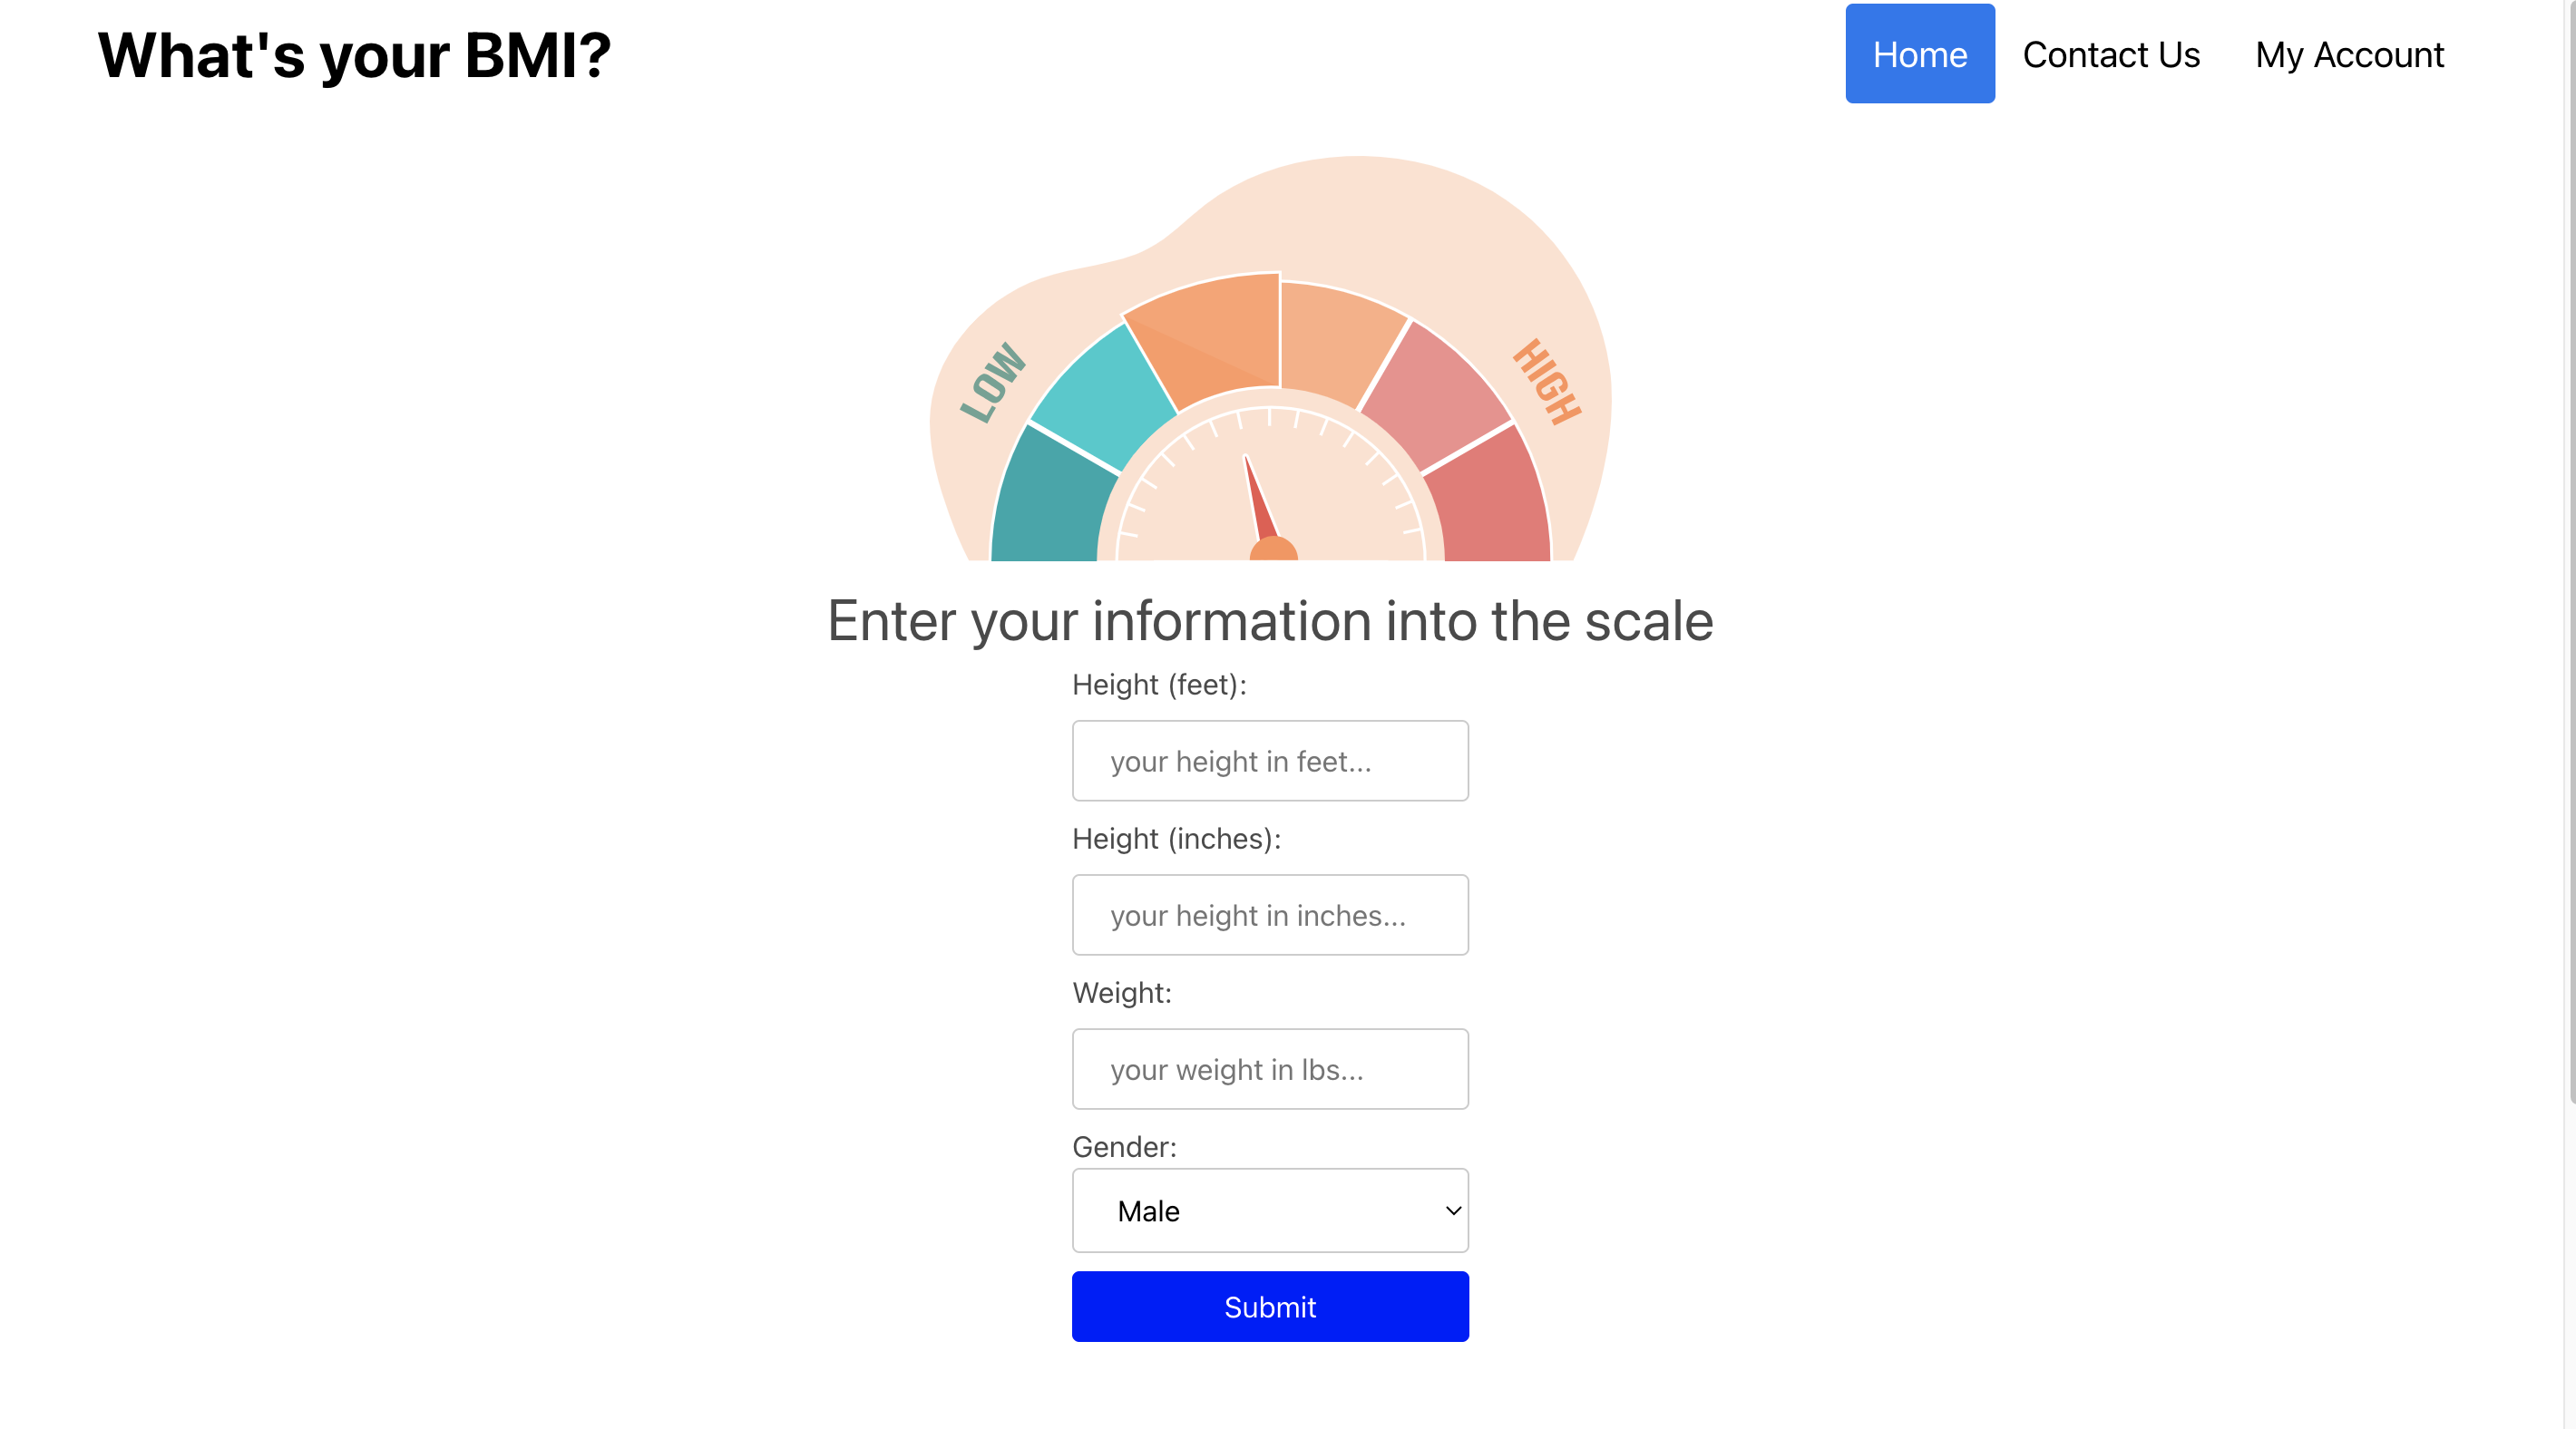 What's your BMI?
Home
Contact Us
My Account
LOW
HIGH
Enter your information into the scale
Height (feet):
your height in feet...
Height (inches):
your height in inches...
Weight:
your weight in lbs...
Gender:
Male
Submit